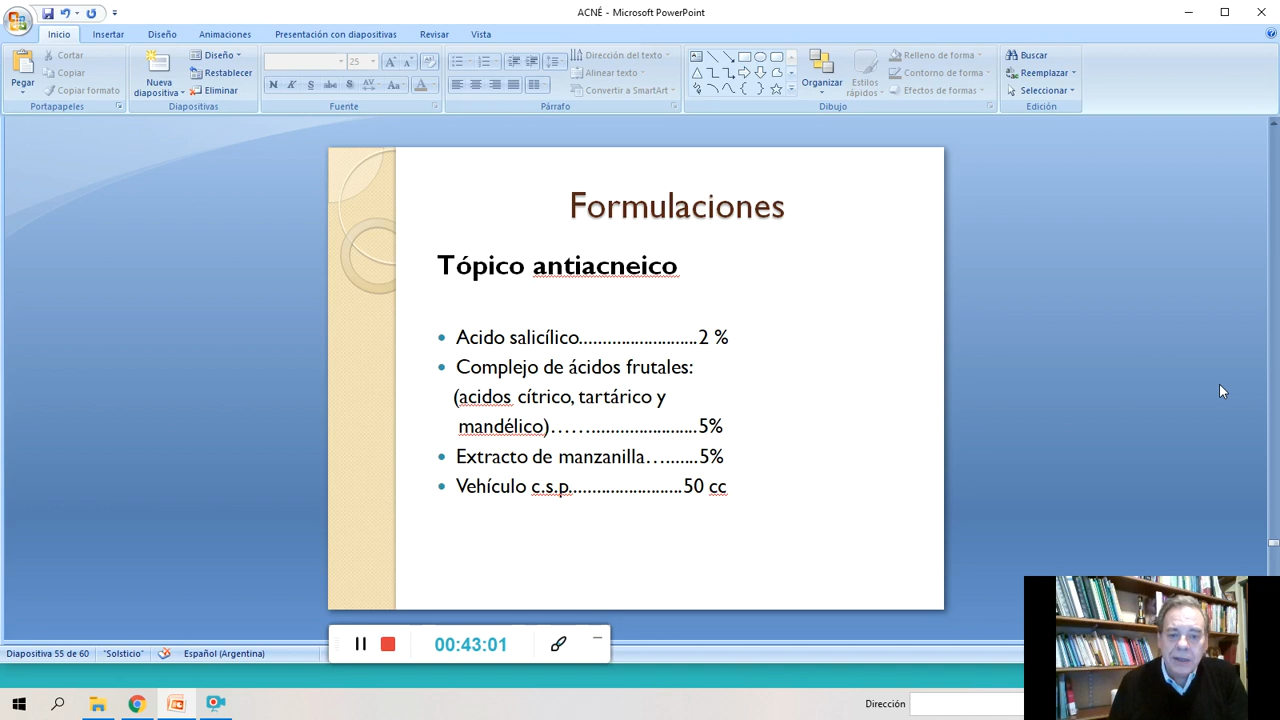 ACNÉ - Microsoft PowerPoint
Inicio Insertar Diseño Animaciones Presentación con diapositivas Revisar Vista
Pegar
Cortar
Copiar
Copiar formato
Portapapeles
Nueva diapositiva
Diseño
Restablecer
Eliminar
Diapositivas
25
N K S abc AV Aa A
Fuente
Párrafo
Dirección del texto
Alinear texto
Convertir a SmartArt
Organizar
Estilos rápidos
Relleno de forma
Contorno de forma
Efectos de formas
Dibujo
Buscar
Reemplazar
Seleccionar
Edición
Formulaciones
Tópico antiacneico
• Acido salicílico.........................2 %
• Complejo de ácidos frutales:
(acidos cítrico, tartárico y
mandélico)…….......................5%
• Extracto de manzanilla….......5%
• Vehículo c.s.p........................50 cc
00:43:01
Diapositiva 55 de 60 "Solsticio" Español (Argentina)
Dirección